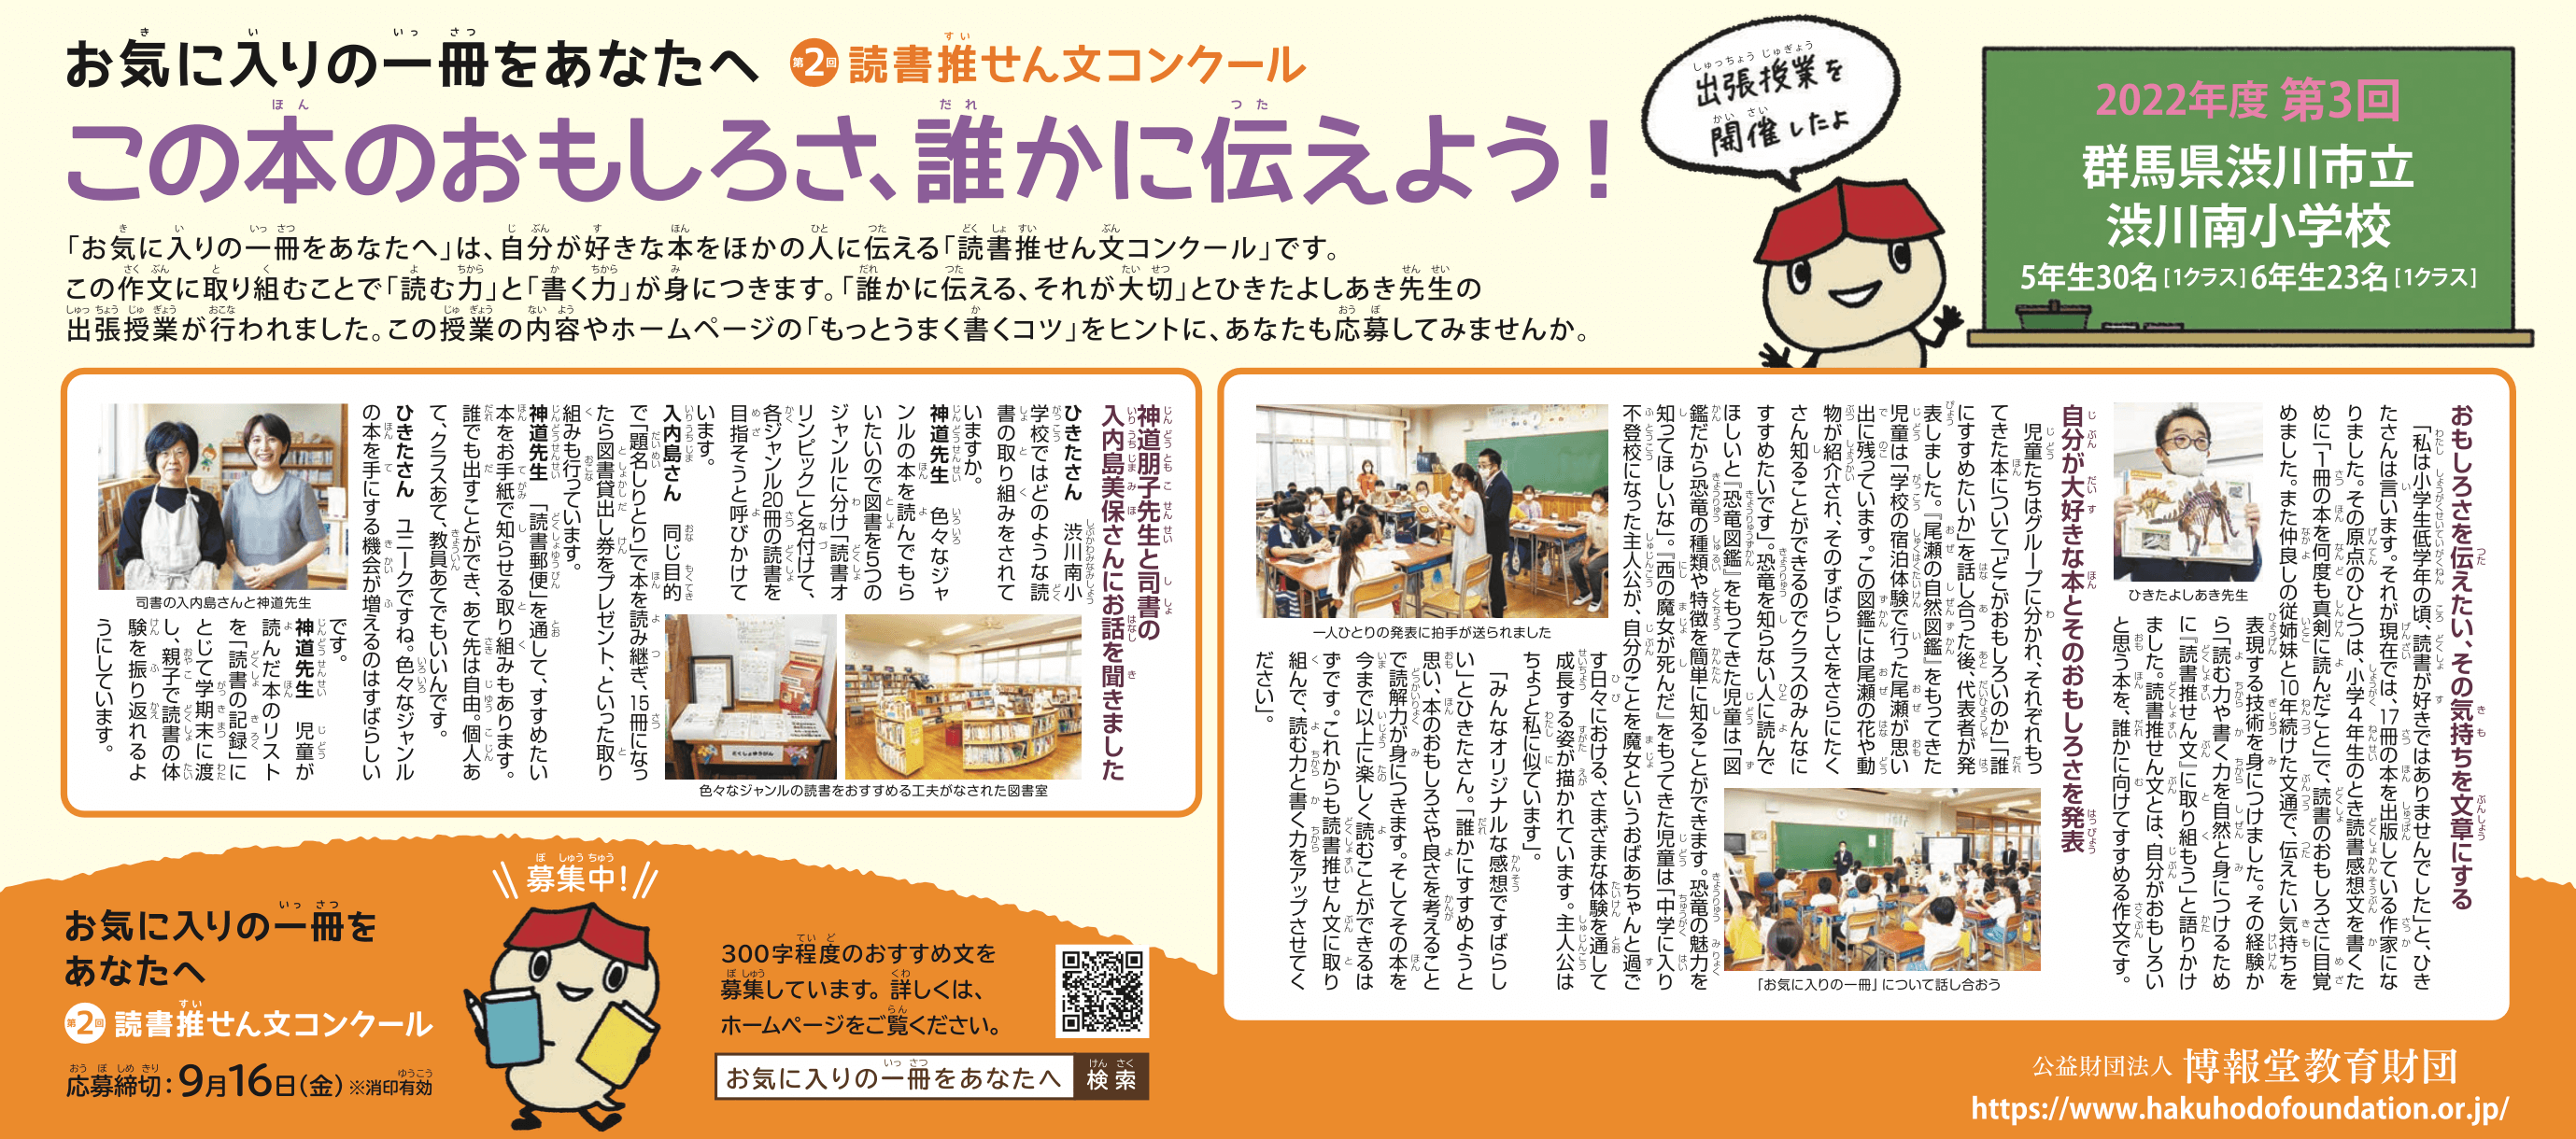 お気に入りの一冊をあなたへ 第2回 読書推せん文コンクール
この本のおもしろさ、誰かに伝えよう！
「お気に入りの一冊をあなたへ」は、自分が好きな本をほかの人に伝える「読書推せん文コンクール」です。
この作文に取り組むことで「読む力」と「書く力」が身につきます。「誰かに伝える、それが大切」とひきたよしあき先生の
出張授業が行われました。この授業の内容やホームページの「もっとうまく書くコツ」をヒントに、あなたも応募してみませんか。
出張授業を
開催したよ
2022年度 第3回
群馬県渋川市立
渋川南小学校
5年生30名［1クラス］6年生23名［1クラス］
おもしろさを伝えたい、その気持ちを文章にする
「私は小学生低学年の頃、読書が好きではありませんでした」と、ひき
たさんは言います。それが現在では、17冊の本を出版している作家にな
りました。その原点のひとつは、小学4年生のとき読書感想文を書くた
めに「1冊の本を何度も真剣に読んだこと」で、読書のおもしろさに目覚
めました。また仲良しの従姉妹と10年続けた文通で、伝えたい気持ちを
表現する技術を身につけました。その経験か
ら「読む力や書く力を自然と身につけるため
に『読書推せん文』に取り組もう」と語りかけ
ました。読書推せん文とは、自分がおもしろい
と思う本を、誰かに向けてすすめる作文です。
ひきたよしあき先生
自分が大好きな本とそのおもしろさを発表
児童たちはグループに分かれ、それぞれもっ
てきた本について「どこがおもしろいのか」「誰
にすすめたいか」を話し合った後、代表者が発
表しました。『尾瀬の自然図鑑』をもってきた
児童は「学校の宿泊体験で行った尾瀬が思い
出に残っています。この図鑑には尾瀬の花や動
物が紹介され、そのすばらしさをさらにたく
さん知ることができるのでクラスのみんなに
すすめたいです」。恐竜を知らない人に読んで
ほしいと『恐竜図鑑』をもってきた児童は「図
鑑だから恐竜の種類や特徴を簡単に知ることができます。恐竜の魅力を
知ってほしいな」。『西の魔女が死んだ』をもってきた児童は「中学に入り
不登校になった主人公が、自分のことを魔女というおばあちゃんと過ご
す日々における、さまざまな体験を通して
成長する姿が描かれています。主人公は
ちょっと私に似ています」。
「みんなオリジナルな感想ですばらし
い」とひきたさん。「誰かにすすめようと
思い、本のおもしろさや良さを考えること
で読解力が身につきます。そしてその本を
今まで以上に楽しく読むことができるは
ずです。これからも読書推せん文に取り
組んで、読む力と書く力をアップさせてく
ださい」。
一人ひとりの発表に拍手が送られました
「お気に入りの一冊」について話し合おう
神道朋子先生と司書の
入内島美保さんにお話を聞きました
ひきたさん 渋川南小
学校ではどのような読
書の取り組みをされて
いますか。
神道先生 色々なジャ
ンルの本を読んでもら
いたいので図書を5つの
ジャンルに分け「読書オ
リンピック」と名付けて、
各ジャンル20冊の読書を
目指そうと呼びかけて
います。
入内島さん 同じ目的
で「題名しりとり」で本を読み継ぎ、15冊になっ
たら図書貸出し券をプレゼント、といった取り
組みも行っています。
神道先生 「読書郵便」を通して、すすめたい
本をお手紙で知らせる取り組みもあります。
誰でも出すことができ、あて先は自由。個人あ
て、クラスあて、教員あてでもいいんです。
ひきたさん ユニークですね。色々なジャンル
の本を手にする機会が増えるのはすばらしい
です。
神道先生 児童が
読んだ本のリスト
を「読書の記録」に
とじて学期末に渡
し、親子で読書の体
験を振り返れるよ
うにしています。
司書の入内島さんと神道先生
どくしょゆうびん
色々なジャンルの読書をおすすめる工夫がなされた図書室
募集中！
お気に入りの一冊を
あなたへ
第2回 読書推せん文コンクール
応募締切：9月16日（金）※消印有効
300字程度のおすすめ文を
募集しています。詳しくは、
ホームページをご覧ください。
お気に入りの一冊をあなたへ 検索
公益財団法人 博報堂教育財団
https://www.hakuhodofoundation.or.jp/